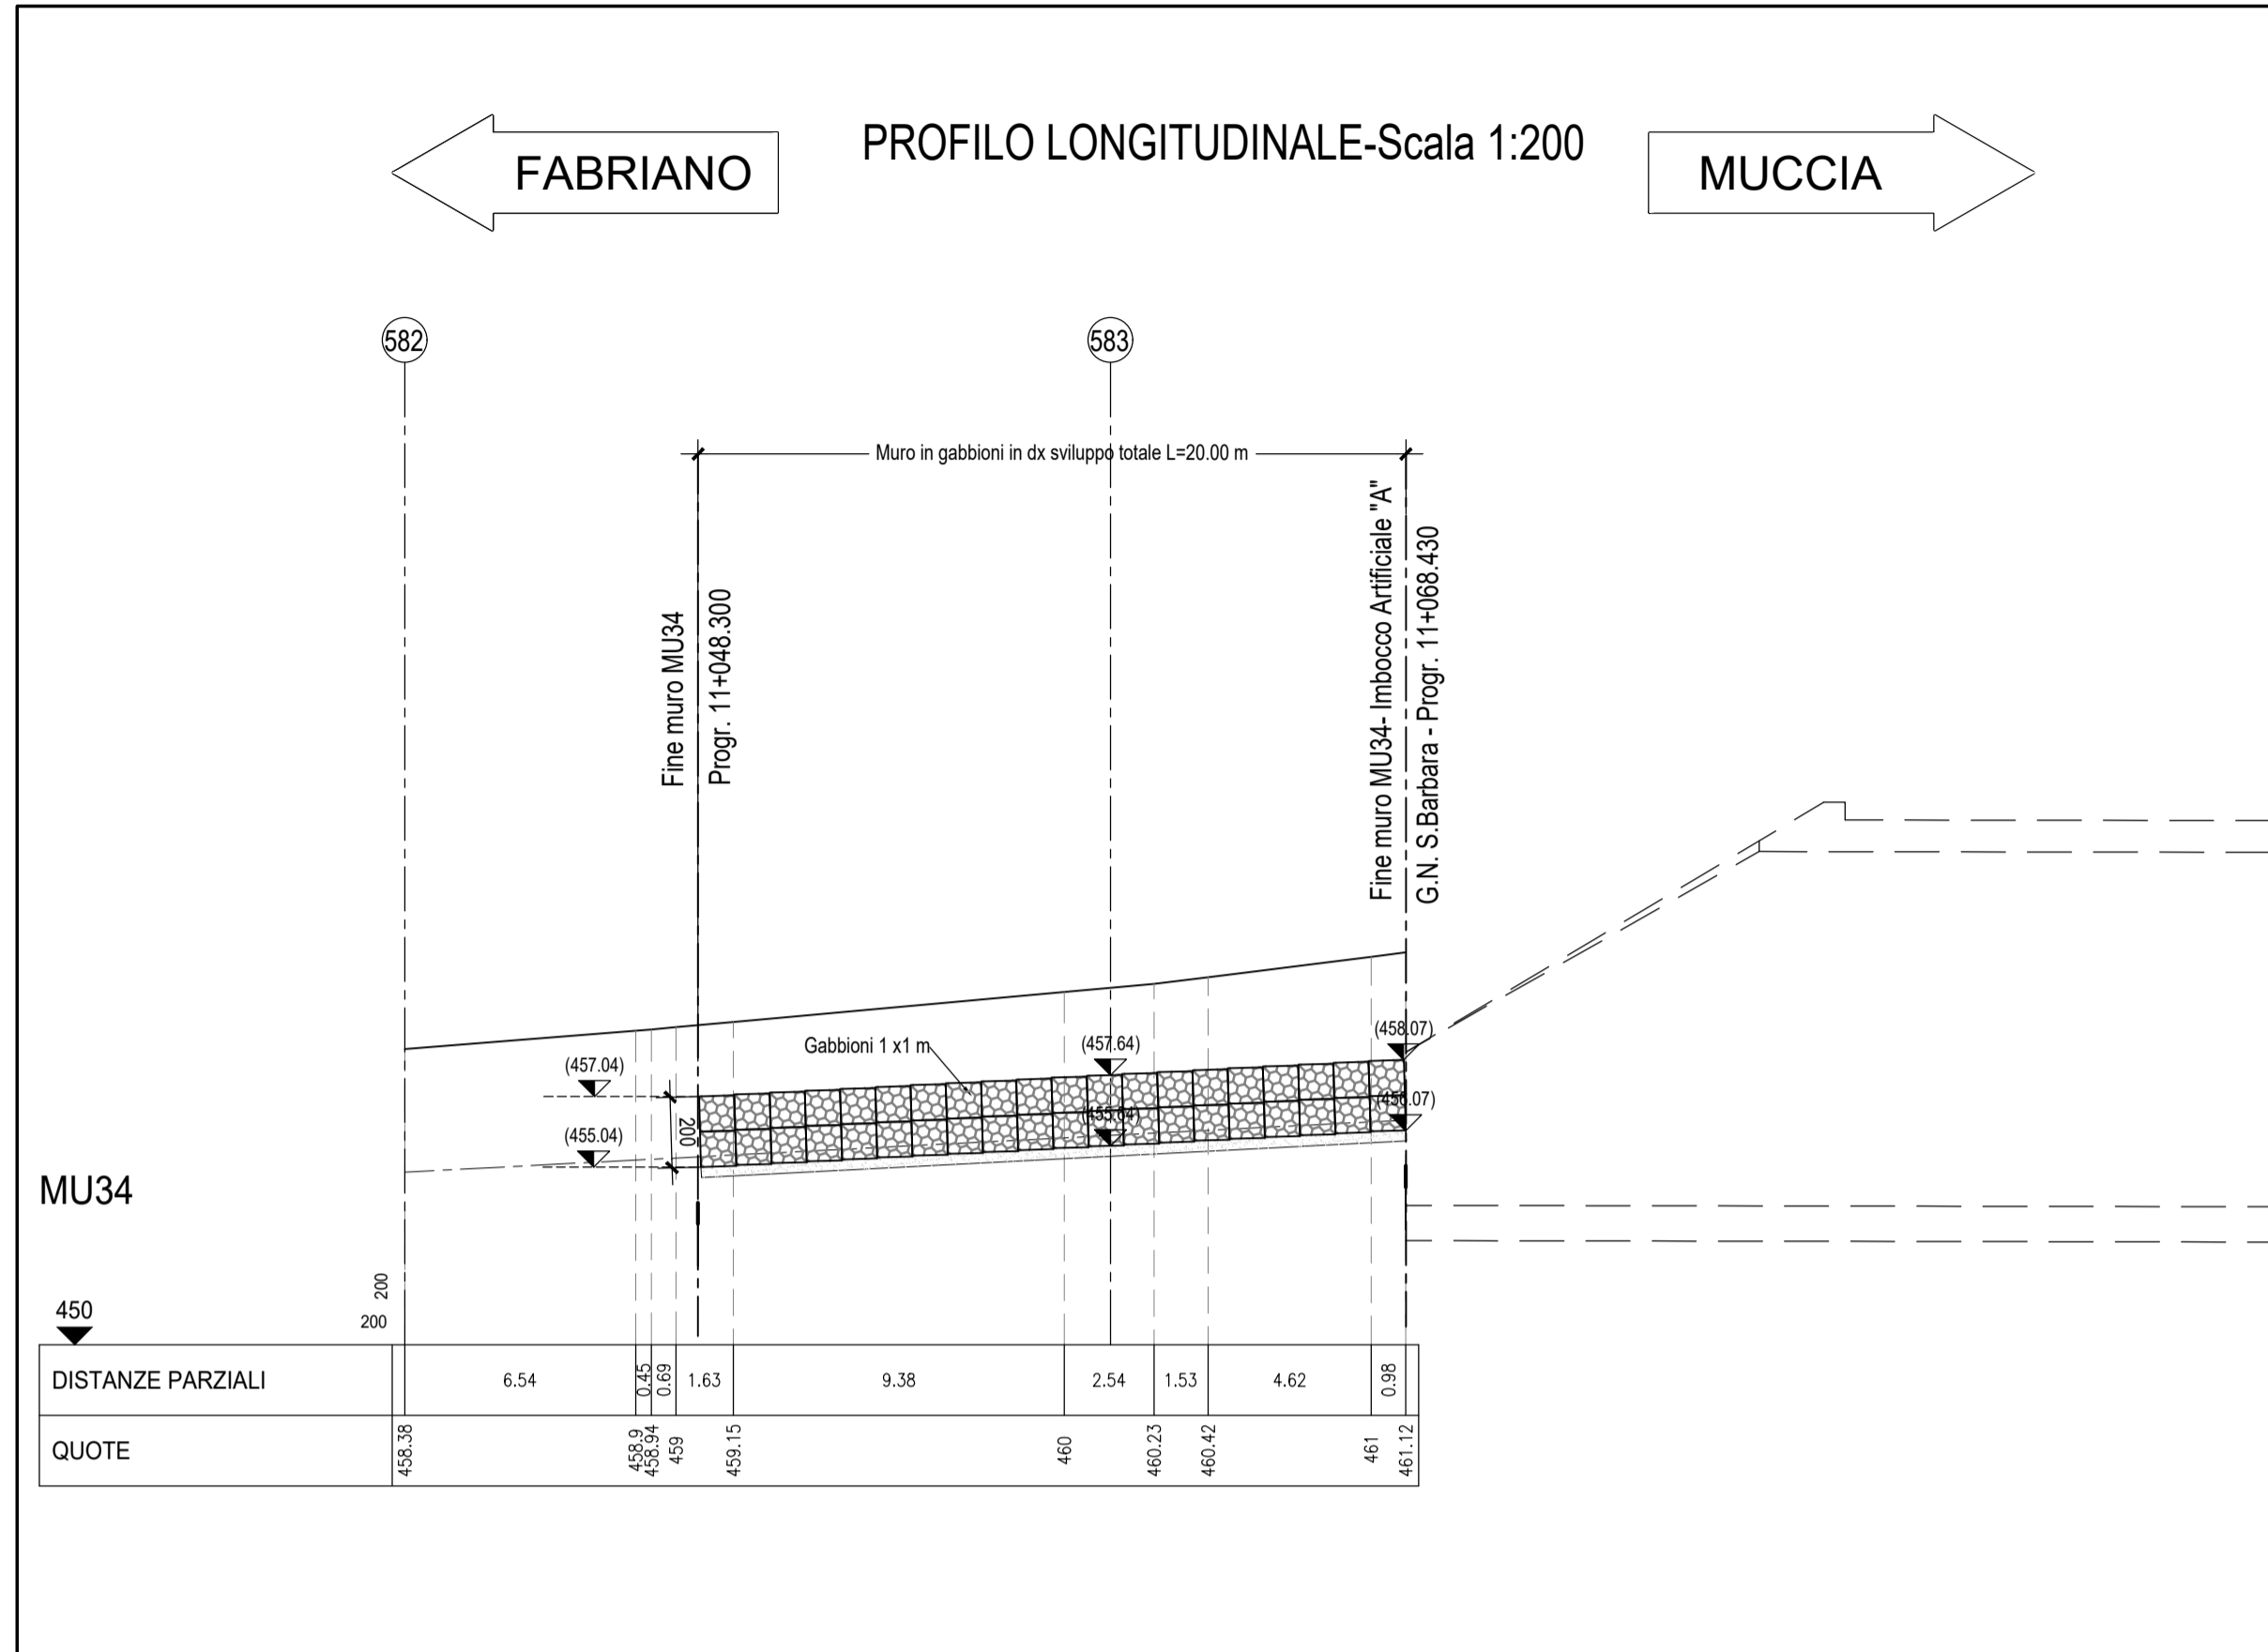 FABRIANO
PROFILO LONGITUDINALE-Scala 1:200
MUCCIA
582
583
Muro in gabbioni in dx sviluppo totale L=20.00 m
Fine muro MU34
Progr. 11+048.300
Fine muro MU34- Imbocco Artificiale "A"
G.N. S.Barbara - Progr. 11+068.430
Gabbioni 1 x1 m
(457.04)
(457.64)
(458.07)
(455.04)
200
(455.64)
(456.07)
MU34
200
200
450
DISTANZE PARZIALI
6.54
0.45
0.69
1.63
9.38
2.54
1.53
4.62
0.98
QUOTE
458.38
458.9
458.94
459
459.15
460
460.23
460.42
461
461.12